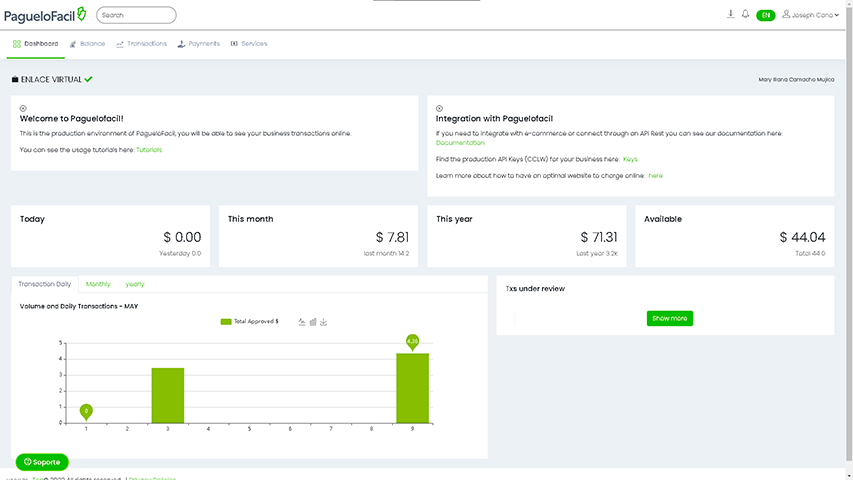 PagueloFacil
Search
EN
Joseph Cano
Dashboard
Balance
Transactions
Payments
Services
ENLACE VIRTUAL
Mary Iliana Camacho Mujica
Welcome to Paguelofacil!
This is the production environment of PagueloFacil, you will be able to see your business transactions online.
You can see the usage tutorials here: Tutorials
Integration with Paguelofacil
If you need to integrate with e-commerce or connect through an API Rest you can see our documentation here:
Documentation
Find the production API Keys (CCLW) for your business here: Keys
Learn more about how to have an optimal website to charge online: here
Today
$ 0.00
Yesterday 0.0
This month
$ 7.81
last month 14.2
This year
$ 71.31
Last year 3.2k
Available
$ 44.04
Total 44.0
Transaction Daily
Monthly
yearly
Volume and Daily Transactions - MAY
Total Approved $
5
4
3
2
1
0
0
4.36
1 2 3 4 5 6 7 8 9
Txs under review
Show more
Soporte
2022 All rights reserved. | Privacy Policies